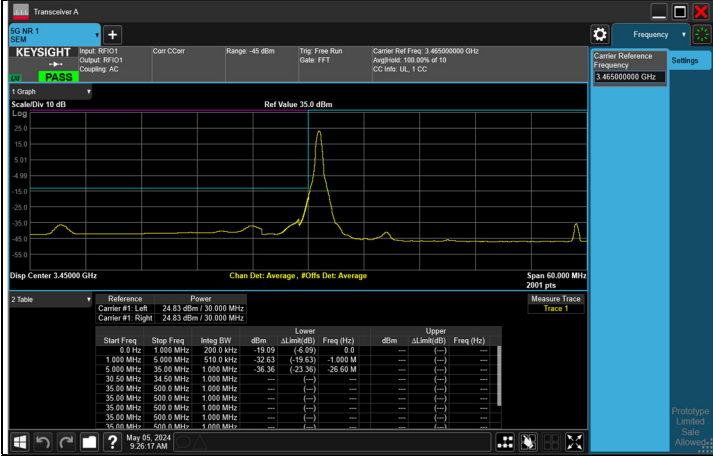 Transceiver A
5G NR 1
SEM
Frequency
KEYSIGHT
Input: RFIO1
Output: RFIO1
Coupling: AC
Corr CCorr
Range: -45 dBm
Trig: Free Run
Gate: FFT
Carrier Ref Freq: 3.465000000 GHz
Avg|Hold: 100.00% of 10
CC Info: UL, 1 CC
PASS
Carrier Reference
Frequency
3.465000000 GHz
Settings
1 Graph
Scale/Div 10 dB
Ref Value 35.0 dBm
Log
25.0
15.0
5.01
-4.99
-15.0
-25.0
-35.0
-45.0
-55.0
Disp Center 3.45000 GHz
Chan Det: Average , #Offs Det: Average
Span 60.000 MHz
2001 pts
2 Table
Reference Power
Carrier #1: Left 24.83 dBm / 30.000 MHz
Carrier #1: Right 24.83 dBm / 30.000 MHz
Measure Trace
Trace 1
Lower Upper
Start Freq Stop Freq Integ BW dBm ΔLimit(dB) Freq (Hz) dBm ΔLimit(dB) Freq (Hz)
0.0 Hz 1.000 MHz 200.0 kHz -19.09 (-6.09) 0.0 --- (---) ---
1.000 MHz 5.000 MHz 510.0 kHz -32.63 (-19.63) -1.000 M --- (---) ---
5.000 MHz 35.00 MHz 1.000 MHz -36.36 (-23.36) -26.60 M --- (---) ---
30.50 MHz 34.50 MHz 1.000 MHz --- (---) --- --- (---) ---
35.00 MHz 500.0 MHz 1.000 MHz --- (---) --- --- (---) ---
35.00 MHz 500.0 MHz 1.000 MHz --- (---) --- --- (---) ---
35.00 MHz 500.0 MHz 1.000 MHz --- (---) --- --- (---) ---
35.00 MHz 500.0 MHz 1.000 MHz --- (---) --- --- (---) ---
35.00 MHz 500.0 MHz 1.000 MHz --- (---) --- --- (---) ---
May 05, 2024
9:26:17 AM
Prototype
Limited
Sale
Allowed